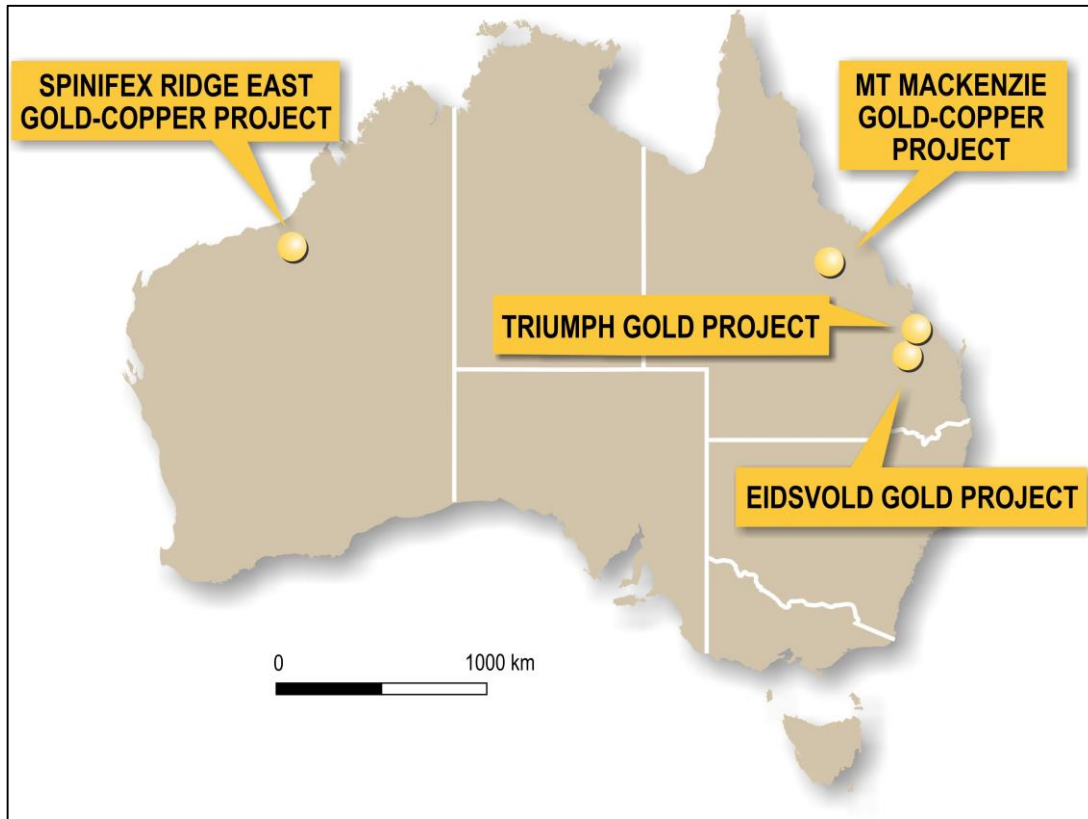 SPINIFEX RIDGE EAST
GOLD-COPPER PROJECT
MT MACKENZIE
GOLD-COPPER
PROJECT
TRIUMPH GOLD PROJECT
EIDSVOLD GOLD PROJECT
0 1000 km